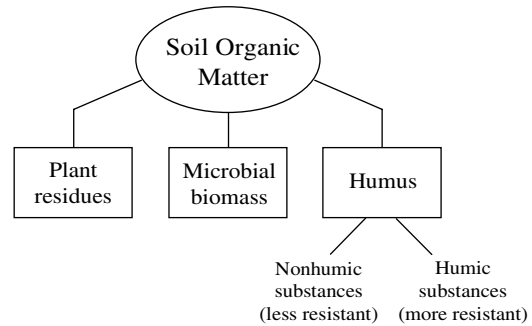 Soil Organic
Matter
Plant
residues
Microbial
biomass
Humus
Nonhumic
substances
(less resistant)
Humic
substances
(more resistant)